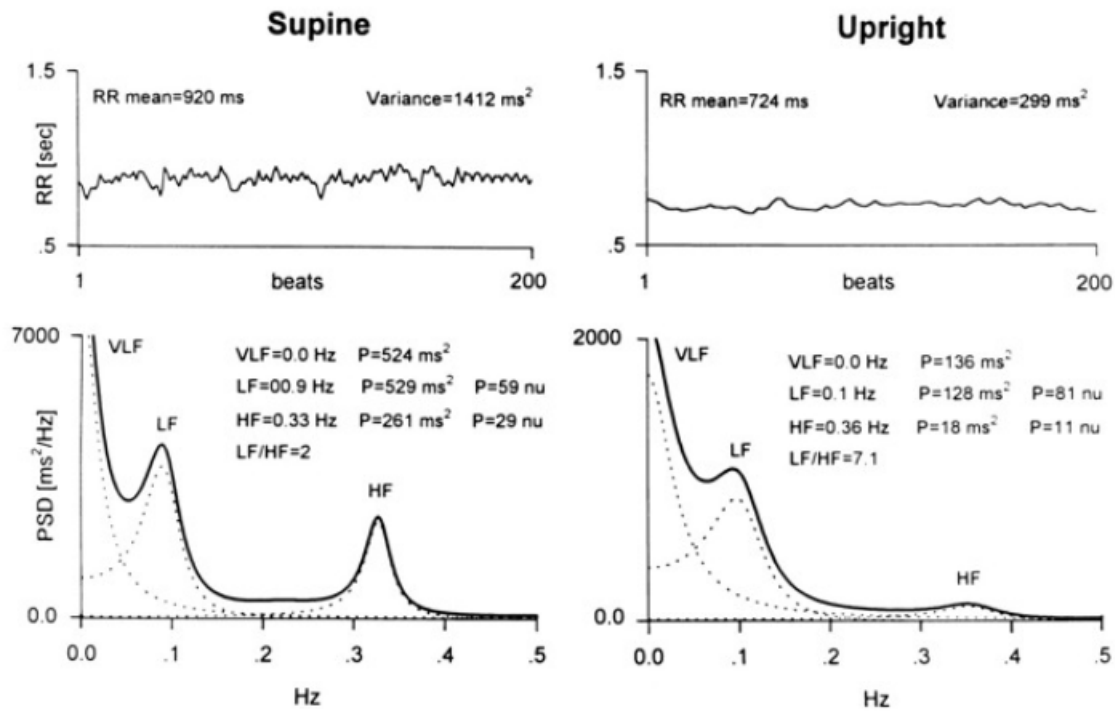 Supine
1.5
RR mean=920 ms Variance=1412 ms²
RR [sec]
.5
1 beats 200
7000
VLF
VLF=0.0 Hz P=524 ms²
LF=00.9 Hz P=529 ms² P=59 nu
HF=0.33 Hz P=261 ms² P=29 nu
LF/HF=2
LF
HF
PSD [ms²/Hz]
0.0
0.0 .1 .2 .3 .4 .5
Hz
Upright
1.5
RR mean=724 ms Variance=299 ms²
.5
1 beats 200
2000
VLF
VLF=0.0 Hz P=136 ms²
LF=0.1 Hz P=128 ms² P=81 nu
HF=0.36 Hz P=18 ms² P=11 nu
LF/HF=7.1
LF
HF
0.0
0.0 .1 .2 .3 .4 .5
Hz